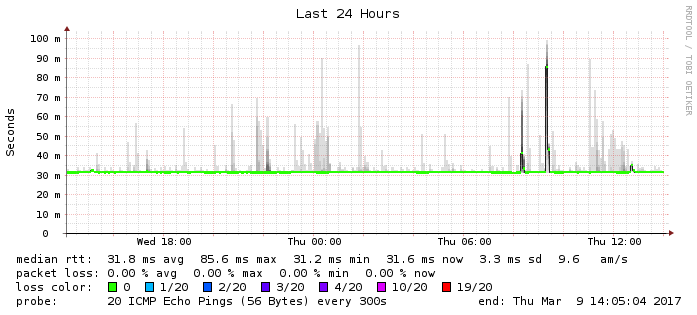 Last 24 Hours
RRDTOOL / TOBI OETIKER
Seconds
100 m
90 m
80 m
70 m
60 m
50 m
40 m
30 m
20 m
10 m
0
Wed 18:00 Thu 00:00 Thu 06:00 Thu 12:00
median rtt: 31.8 ms avg 85.6 ms max 31.2 ms min 31.6 ms now 3.3 ms sd 9.6 am/s
packet loss: 0.00 % avg 0.00 % max 0.00 % min 0.00 % now
loss color: 0 1/20 2/20 3/20 4/20 10/20 19/20
probe: 20 ICMP Echo Pings (56 Bytes) every 300s end: Thu Mar 9 14:05:04 2017